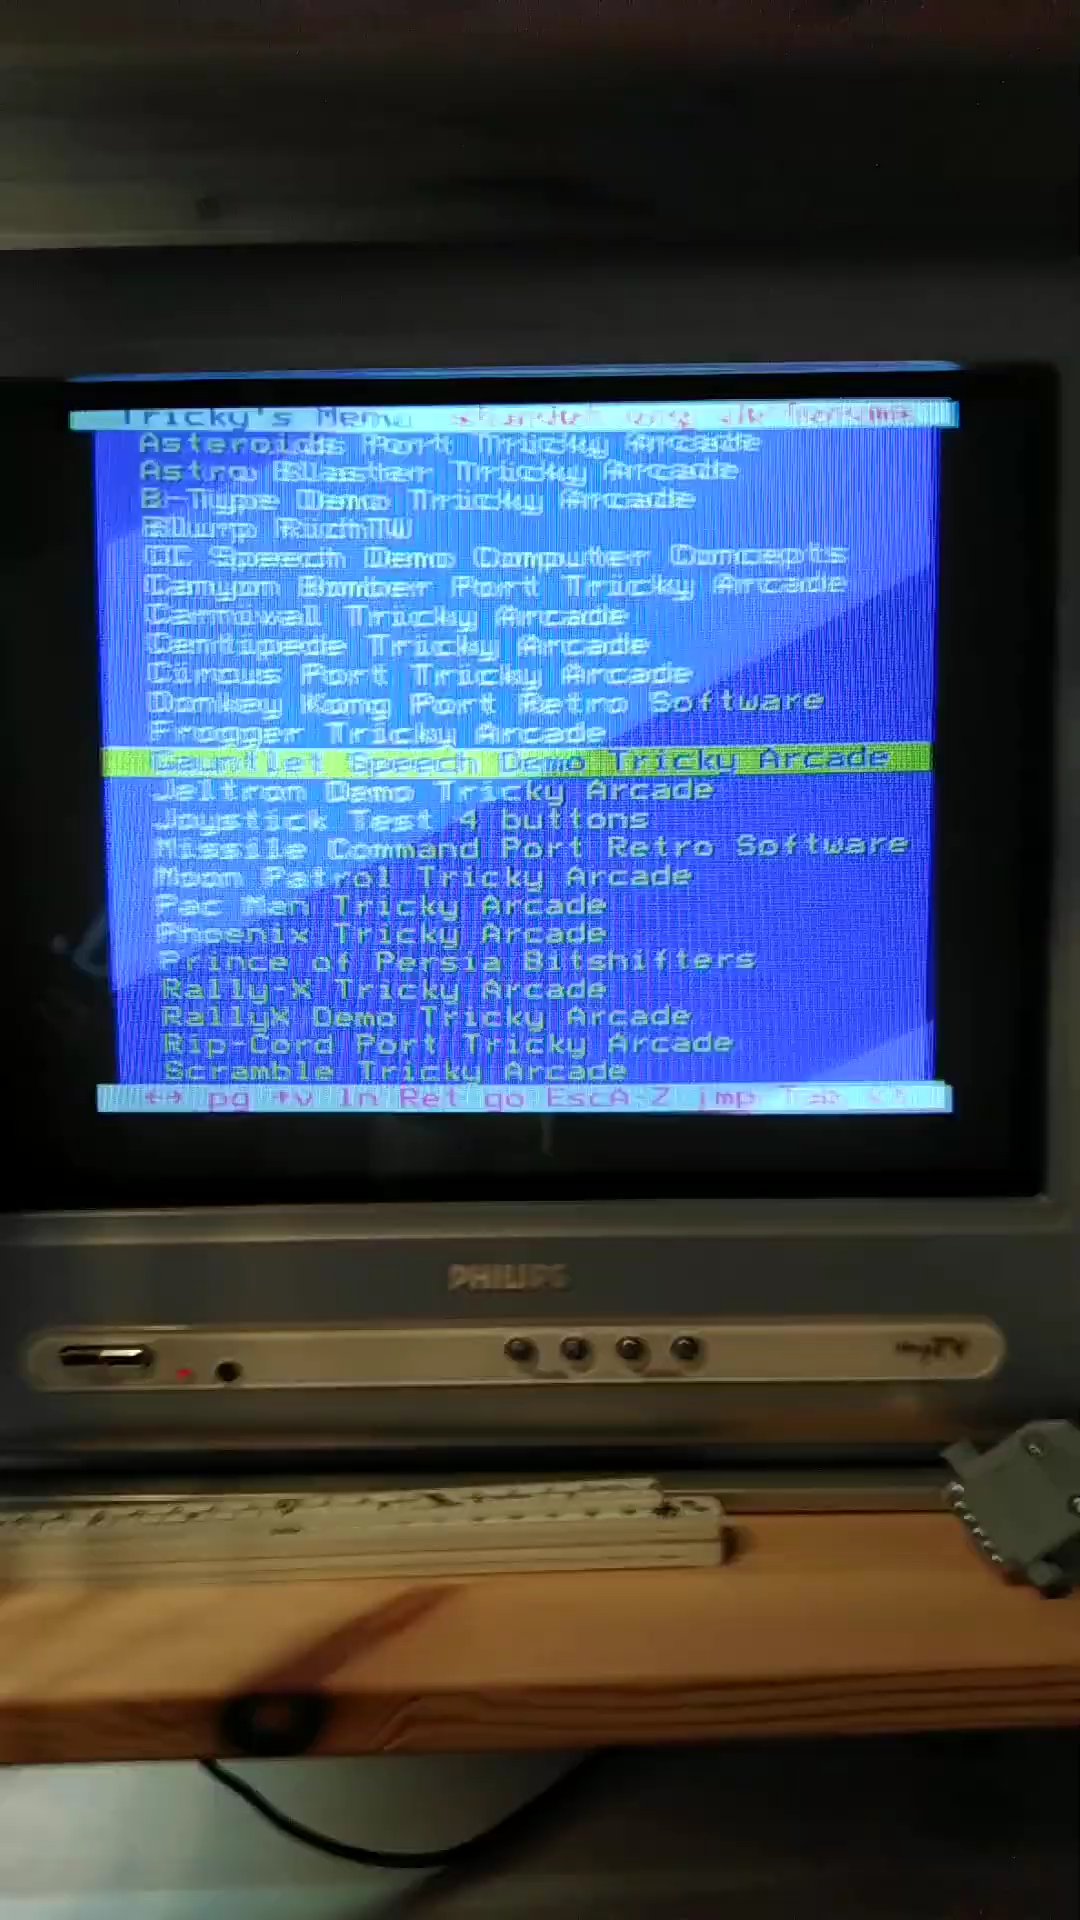 Tricky's Menu
Asteroids Port Tricky Arcade
Astro Blaster Tricky Arcade
B-Type Demo Tricky Arcade
Blurp RichTW
CC Speech Demo Computer Concepts
Canyon Bomber Port Tricky Arcade
Carnival Tricky Arcade
Centipede Tricky Arcade
Circus Port Tricky Arcade
Donkey Kong Port Retro Software
Frogger Tricky Arcade
Gauntlet Speech Demo Tricky Arcade
Jeltron Demo Tricky Arcade
Joystick Test 4 buttons
Missile Command Port Retro Software
Moon Patrol Tricky Arcade
Pac Man Tricky Arcade
Phoenix Tricky Arcade
Prince of Persia Bitshifters
Rally-X Tricky Arcade
RallyX Demo Tricky Arcade
Rip-Cord Port Tricky Arcade
Scramble Tricky Arcade
pg ln Ret go EscA-Z jmp
PHILIPS
myTV